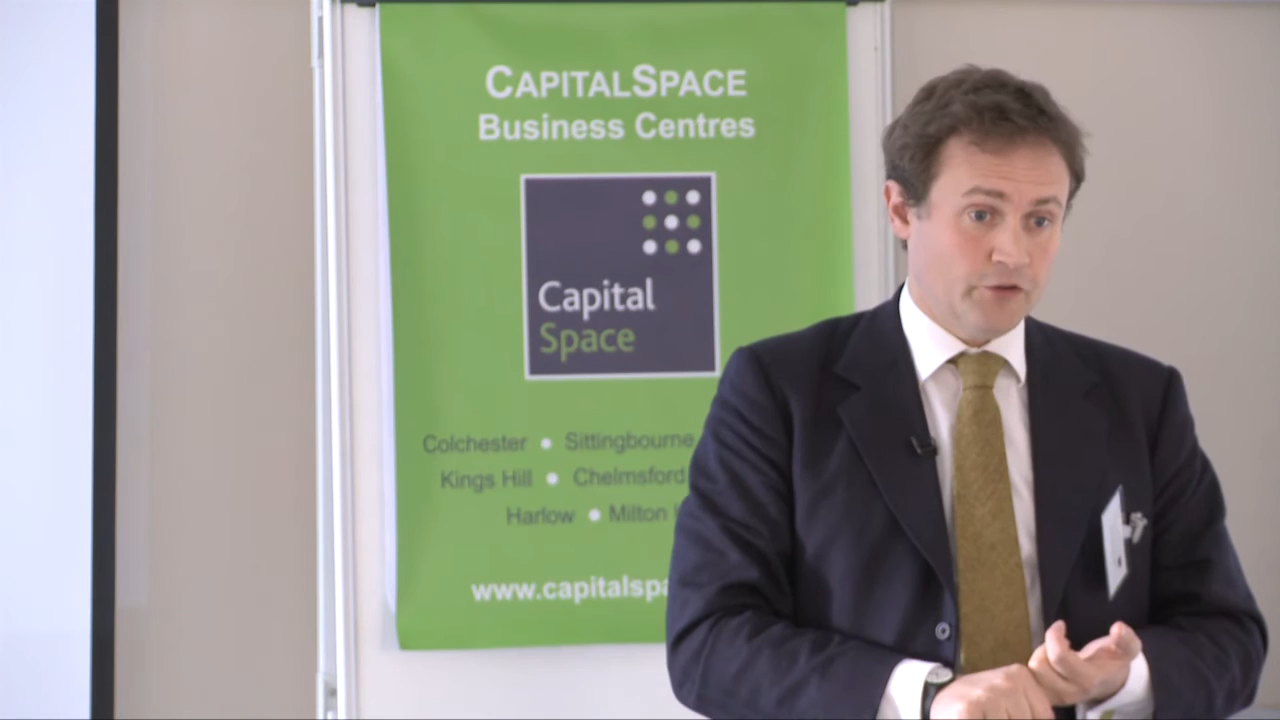 CAPITALSPACE
Business Centres
Capital
Space
Colchester • Sittingbourne
Kings Hill • Chelmsford
Harlow • Milton
www.capitalspa